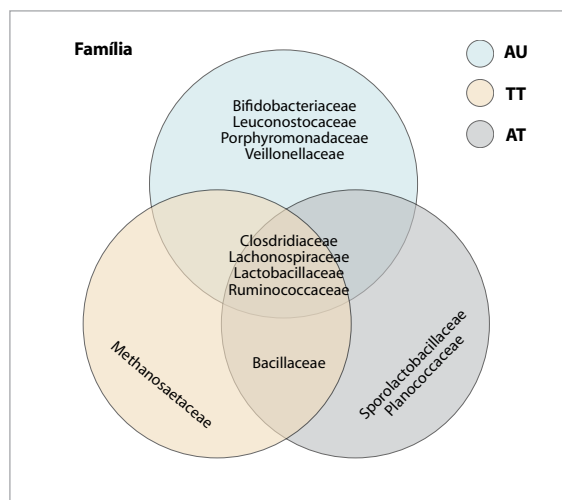 Família
AU
TT
AT
Bifidobacteriaceae
Leuconostocaceae
Porphyromonadaceae
Veillonellaceae
Closdridiaceae
Lachonospiraceae
Lactobacillaceae
Ruminococcaceae
Bacillaceae
Methanosaetaceae
Sporolactobacillaceae
Planococcaceae